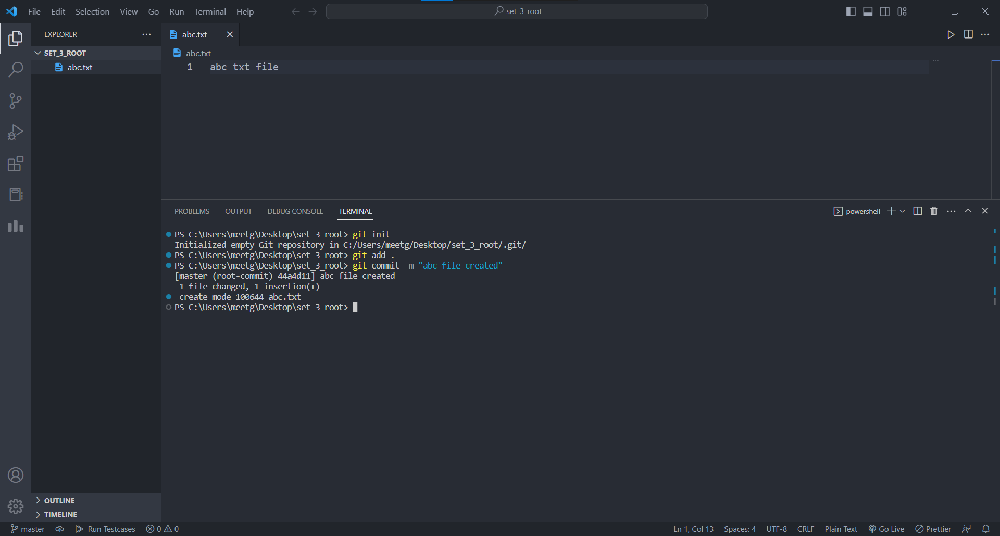 File Edit Selection View Go Run Terminal Help
set_3_root
EXPLORER
SET_3_ROOT
abc.txt
abc.txt
abc.txt
1 abc txt file
PROBLEMS OUTPUT DEBUG CONSOLE TERMINAL
powershell
PS C:\Users\meetg\Desktop\set_3_root> git init
Initialized empty Git repository in C:/Users/meetg/Desktop/set_3_root/.git/
PS C:\Users\meetg\Desktop\set_3_root> git add .
PS C:\Users\meetg\Desktop\set_3_root> git commit -m "abc file created"
[master (root-commit) 44a4d11] abc file created
1 file changed, 1 insertion(+)
create mode 100644 abc.txt
PS C:\Users\meetg\Desktop\set_3_root>
OUTLINE
TIMELINE
master Run Testcases 0 0 Ln 1, Col 13 Spaces: 4 UTF-8 CRLF Plain Text Go Live Prettier